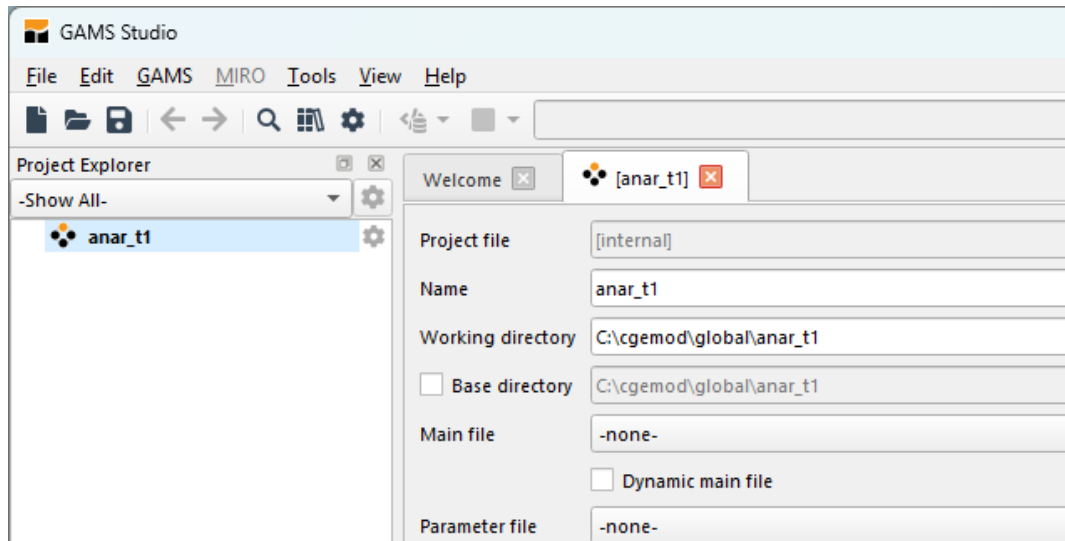 GAMS Studio
File Edit GAMS MIRO Tools View Help
Project Explorer
-Show All-
anar_t1
Welcome
[anar_t1]
Project file [internal]
Name anar_t1
Working directory C:\cgemod\global\anar_t1
Base directory C:\cgemod\global\anar_t1
Main file -none-
Dynamic main file
Parameter file -none-